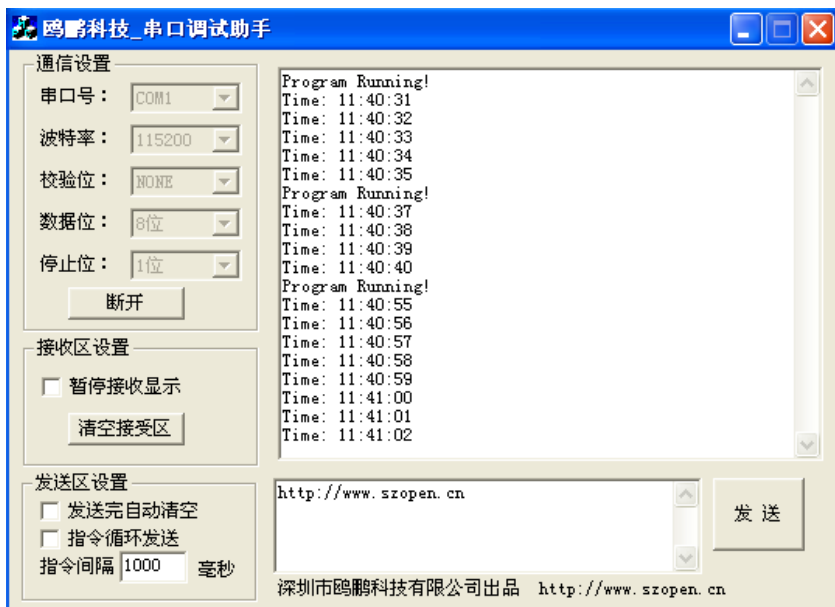 鸥鹏科技_串口调试助手
通信设置
串口号：
COM1
波特率：
115200
校验位：
NONE
数据位：
8位
停止位：
1位
断开
接收区设置
暂停接收显示
清空接受区
发送区设置
发送完自动清空
指令循环发送
指令间隔 1000 毫秒
Program Running!
Time: 11:40:31
Time: 11:40:32
Time: 11:40:33
Time: 11:40:34
Time: 11:40:35
Program Running!
Time: 11:40:37
Time: 11:40:38
Time: 11:40:39
Time: 11:40:40
Program Running!
Time: 11:40:55
Time: 11:40:56
Time: 11:40:57
Time: 11:40:58
Time: 11:40:59
Time: 11:41:00
Time: 11:41:01
Time: 11:41:02
http://www.szopen.cn
发 送
深圳市鸥鹏科技有限公司出品 http://www.szopen.cn